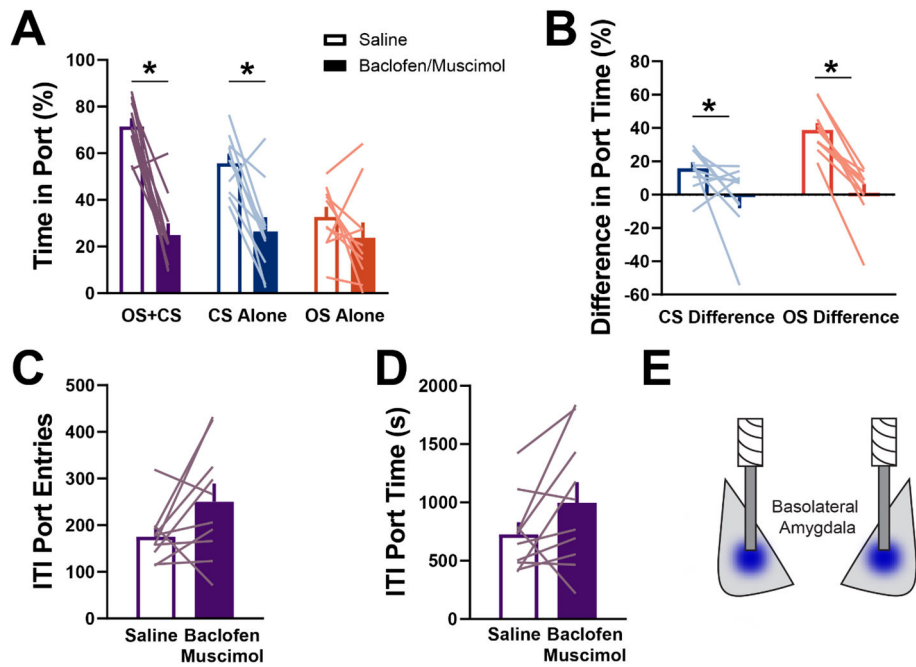 A
Saline
Baclofen/Muscimol
Time in Port (%)
100
80
60
40
20
0
*
*
OS+CS
CS Alone
OS Alone
B
Difference in Port Time (%)
80
60
40
20
0
-20
-40
-60
*
*
CS Difference
OS Difference
C
ITI Port Entries
500
400
300
200
100
0
Saline
Baclofen
Muscimol
D
ITI Port Time (s)
2000
1500
1000
500
0
Saline
Baclofen
Muscimol
E
Basolateral
Amygdala